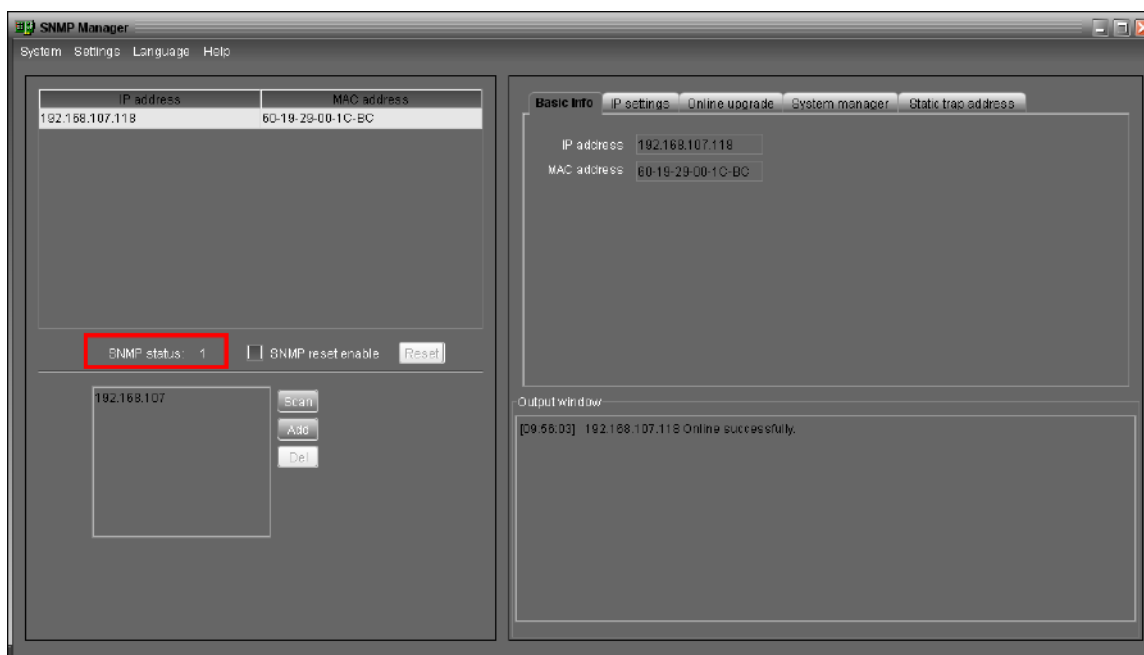 SNMP Manager
System Settings Language Help
IP address MAC address
192.168.107.118 60-19-29-00-1C-BC
SNMP status: 1 SNMP reset enable Reset
192.168.107
Scan
Add
Del
Basic Info IP settings Online upgrade System manager Static trap address
IP address 192.168.107.118
MAC address 60-19-29-00-1C-BC
Output window
[09:56:03] 192.168.107.118 Online successfully.